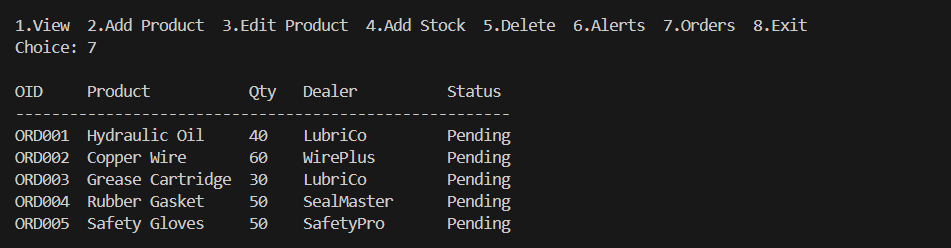 1.View  2.Add Product  3.Edit Product  4.Add Stock  5.Delete  6.Alerts  7.Orders  8.Exit
Choice: 7
OID     Product           Qty   Dealer          Status
-------------------------------------------------------
ORD001  Hydraulic Oil     40    LubriCo         Pending
ORD002  Copper Wire       60    WirePlus        Pending
ORD003  Grease Cartridge  30    LubriCo         Pending
ORD004  Rubber Gasket     50    SealMaster      Pending
ORD005  Safety Gloves     50    SafetyPro       Pending